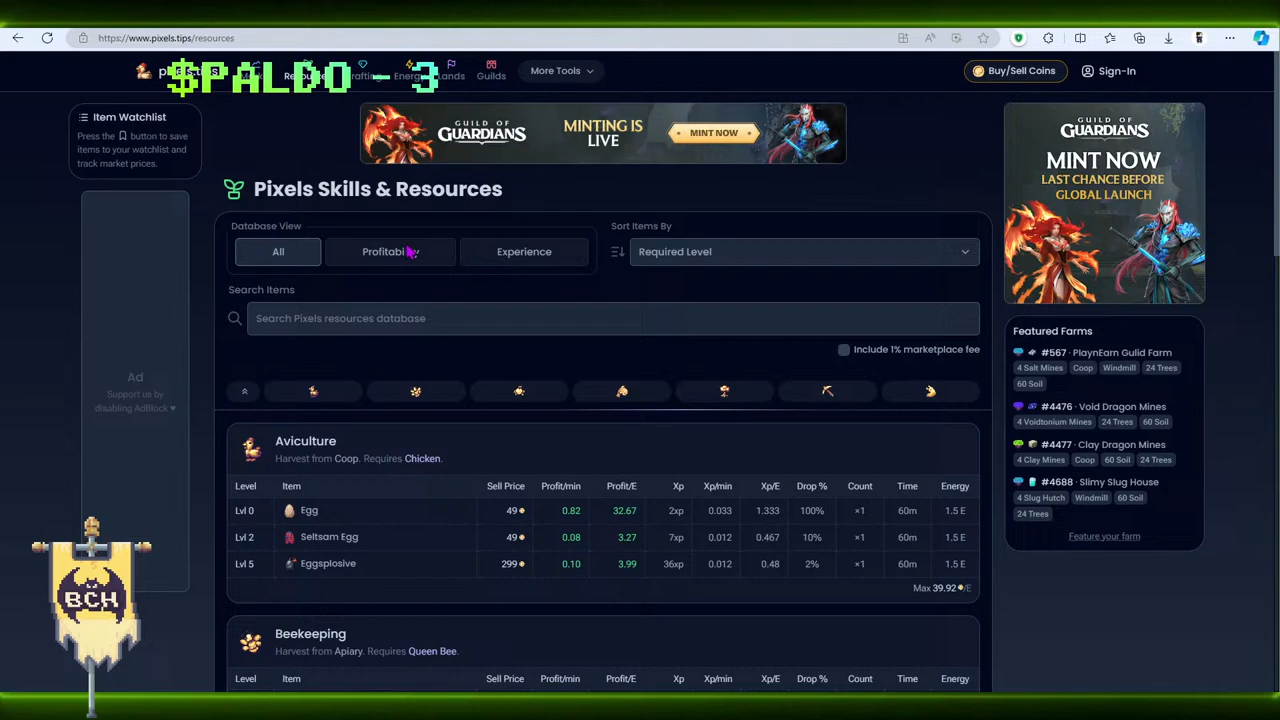 https://www.pixels.tips/resources
$PALDO - 3
Guilds
More Tools
Buy/Sell Coins
Sign-In
Item Watchlist
Press the button to save
items to your watchlist and
track market prices.
GUILD OF
GUARDIANS
MINTING IS
LIVE
MINT NOW
GUILD OF
GUARDIANS
MINT NOW
LAST CHANCE BEFORE
GLOBAL LAUNCH
Pixels Skills & Resources
Database View
Sort Items By
All
Experience
Required Level
Search Items
Search Pixels resources database
Include 1% marketplace fee
Ad
Support us by
disabling AdBlock ♥
Featured Farms
#567 · PlaynEarn Guild Farm
4 Salt Mines Coop Windmill 24 Trees
60 Soil
#4476 · Void Dragon Mines
4 Voidtonium Mines 24 Trees 60 Soil
#4477 · Clay Dragon Mines
4 Clay Mines Coop 60 Soil 24 Trees
#4688 · Slimy Slug House
4 Slug Hutch Windmill 60 Soil
24 Trees
Feature your farm
Aviculture
Harvest from Coop. Requires Chicken.
Level Item Sell Price Profit/min Profit/E Xp Xp/min Xp/E Drop % Count Time Energy
Lvl 0 Egg 49 0.82 32.67 2xp 0.033 1.333 100% ×1 60m 1.5 E
Lvl 2 Seltsam Egg 49 0.08 3.27 7xp 0.012 0.467 10% ×1 60m 1.5 E
Lvl 5 Eggsplosive 299 0.10 3.99 36xp 0.012 0.48 2% ×1 60m 1.5 E
Max 39.92 /E
Beekeeping
Harvest from Apiary. Requires Queen Bee.
Level Item Sell Price Profit/min Profit/E Xp Xp/min Xp/E Drop % Count Time Energy
BCH